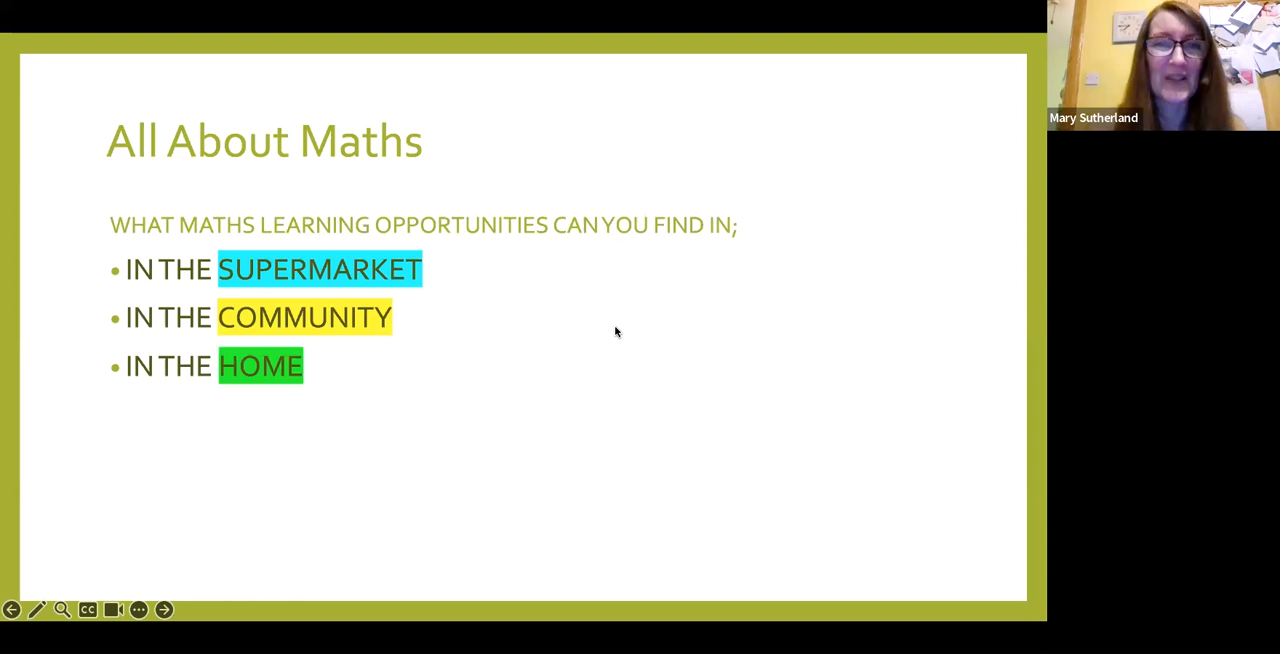 All About Maths
WHAT MATHS LEARNING OPPORTUNITIES CAN YOU FIND IN;
• IN THE SUPERMARKET
• IN THE COMMUNITY
• IN THE HOME
Mary Sutherland
CC